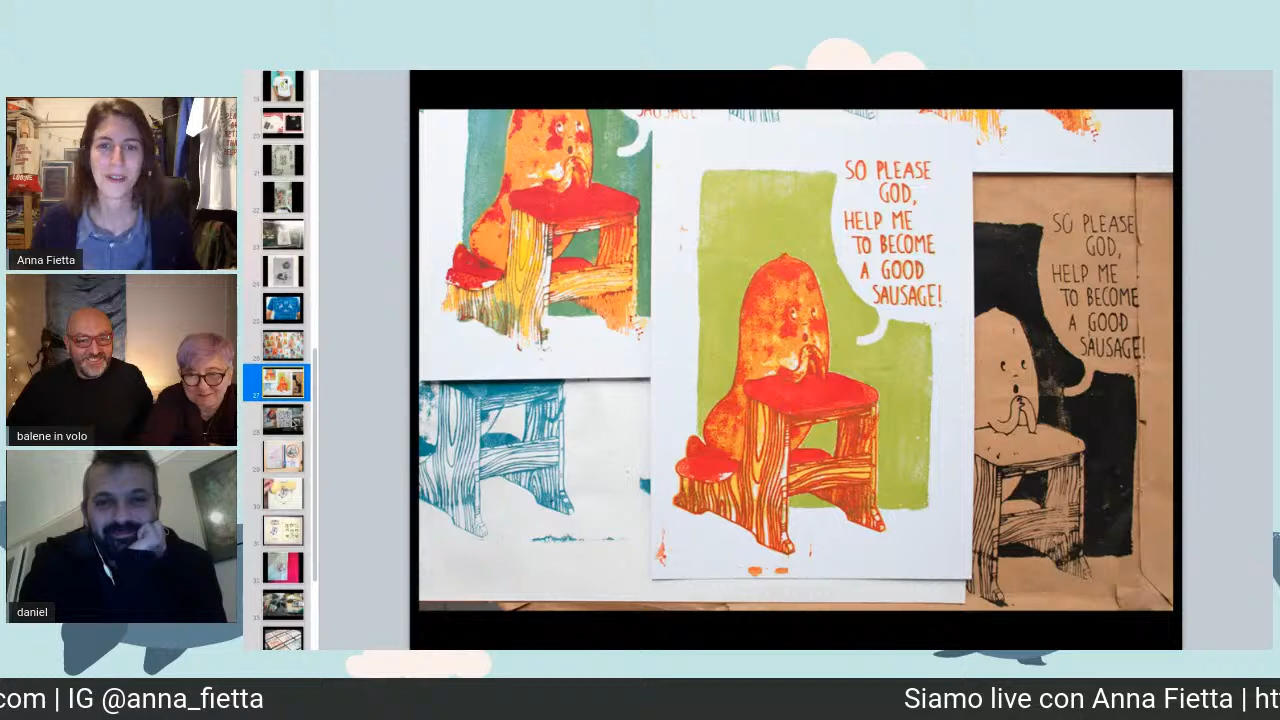 Anna Fietta
balene in volo
daniel
SAUSAGE
SO PLEASE
GOD,
HELP ME
TO BECOME
A GOOD
SAUSAGE!
SO PLEASE
GOD,
HELP ME
TO BECOME
A GOOD
SAUSAGE!
com | IG @anna_fietta
Siamo live con Anna Fietta | ht